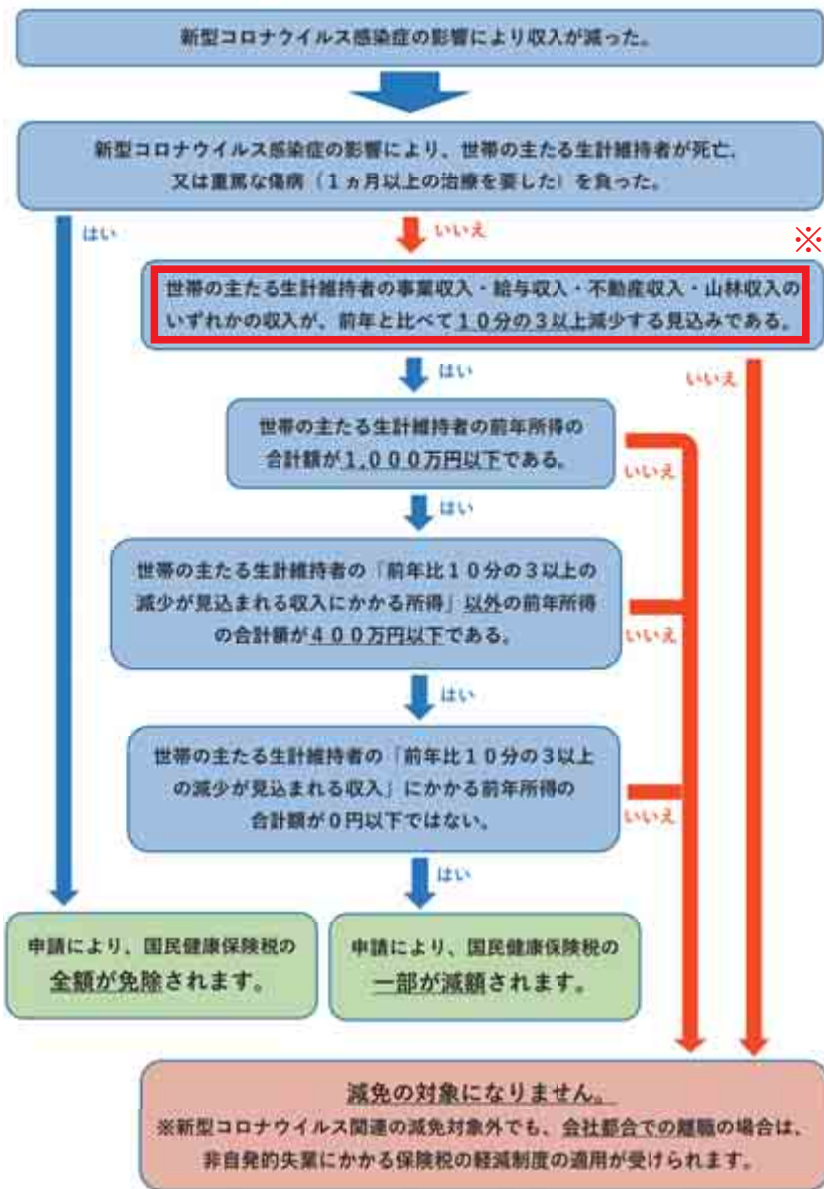 新型コロナウイルス感染症の影響により収入が減った。
新型コロナウイルス感染症の影響により、世帯の主たる生計維持者が死亡、
又は重篤な傷病（１ヵ月以上の治療を要した）を負った。
はい
いいえ
※
世帯の主たる生計維持者の事業収入・給与収入・不動産収入・山林収入の
いずれかの収入が、前年と比べて１０分の３以上減少する見込みである。
はい
いいえ
世帯の主たる生計維持者の前年所得の
合計額が１,０００万円以下である。
いいえ
はい
世帯の主たる生計維持者の「前年比１０分の３以上の
減少が見込まれる収入にかかる所得」以外の前年所得
の合計額が４００万円以下である。
いいえ
はい
世帯の主たる生計維持者の「前年比１０分の３以上
の減少が見込まれる収入」にかかる前年所得の
合計額が０円以下ではない。
いいえ
はい
申請により、国民健康保険税の
全額が免除されます。
申請により、国民健康保険税の
一部が減額されます。
減免の対象になりません。
※新型コロナウイルス関連の減免対象外でも、会社都合での離職の場合は、
非自発的失業にかかる保険税の軽減制度の適用が受けられます。